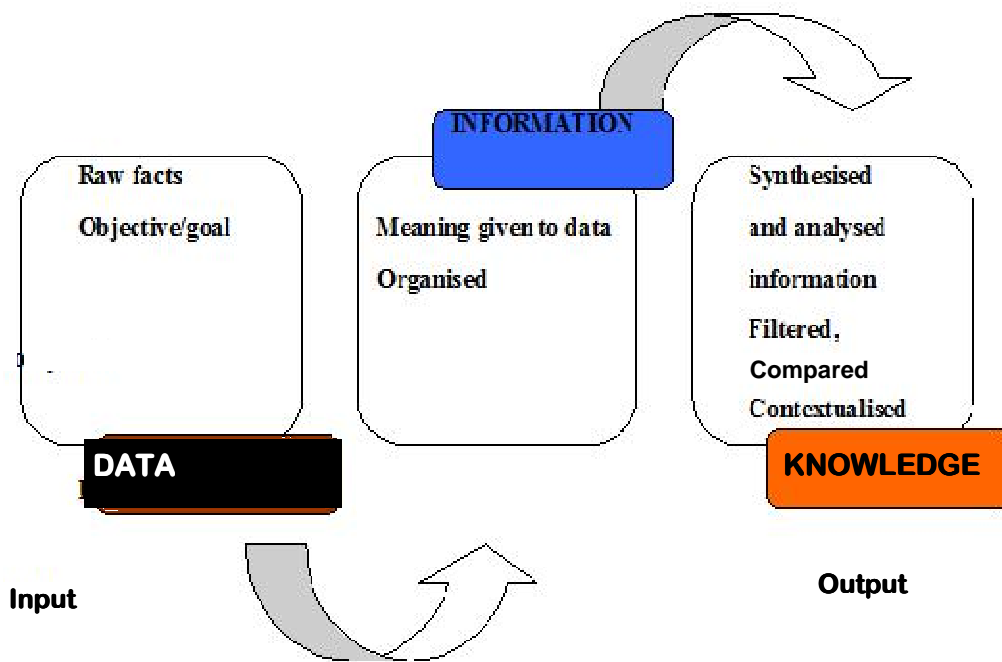 Raw facts
Objective/goal
DATA
INFORMATION
Meaning given to data
Organised
Synthesised
and analysed
information
Filtered,
Compared
Contextualised
KNOWLEDGE
Input
Output